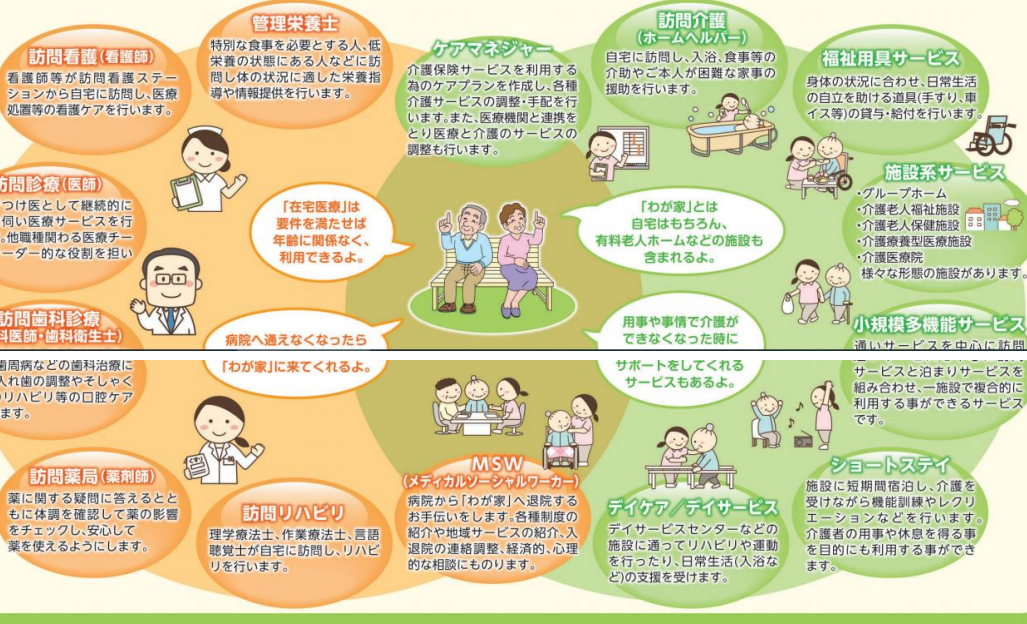 訪問看護(看護師)
看護師等が訪問看護ステー
ションから自宅に訪問し、医療
処置等の看護ケアを行います。
管理栄養士
特別な食事を必要とする人、低
栄養の状態にある人などに訪
問し体の状況に適した栄養指
導や情報提供を行います。
ケアマネジャー
介護保険サービスを利用する
為のケアプランを作成し、各種
介護サービスの調整・手配を行
います。また、医療機関と連携を
とり医療と介護のサービスの
調整も行います。
訪問介護
(ホームヘルパー)
自宅に訪問し、入浴、食事等の
介助やご本人が困難な家事の
援助を行います。
福祉用具サービス
身体の状況に合わせ、日常生活
の自立を助ける道具(手すり、車
イス等)の貸与・給付を行います。
訪問診療(医師)
つけ医として継続的に
伺い医療サービスを行
。他職種関わる医療チー
ーダー的な役割を担い
「在宅医療」は
要件を満たせば
年齢に関係なく、
利用できるよ。
「わが家」とは
自宅はもちろん、
有料老人ホームなどの施設も
含まれるよ。
施設系サービス
・グループホーム
・介護老人福祉施設
・介護老人保健施設
・介護療養型医療施設
・介護医療院
様々な形態の施設があります。
訪問歯科診療
科医師・歯科衛生士)
歯周病などの歯科治療に
入れ歯の調整やそしゃく
のリハビリ等の口腔ケア
ます。
病院へ通えなくなったら
「わが家」に来てくれるよ。
用事や事情で介護が
できなくなった時に
サポートをしてくれる
サービスもあるよ。
小規模多機能サービス
通いサービスを中心に訪問
サービスと泊まりサービスを
組み合わせ、一施設で複合的に
利用する事ができるサービス
です。
訪問薬局(薬剤師)
薬に関する疑問に答えるとと
もに体調を確認して薬の影響
をチェックし、安心して
薬を使えるようにします。
訪問リハビリ
理学療法士、作業療法士、言語
聴覚士が自宅に訪問し、リハビ
リを行います。
MSW
(メディカルソーシャルワーカー)
病院から「わが家」へ退院する
お手伝いをします。各種制度の
紹介や地域サービスの紹介、入
退院の連絡調整、経済的、心理
的な相談にものります。
デイケア/デイサービス
デイサービスセンターなどの
施設に通ってリハビリや運動
を行ったり、日常生活(入浴な
ど)の支援を受けます。
ショートステイ
施設に短期間宿泊し、介護を
受けながら機能訓練やレクリ
エーションなどを行います。
介護者の用事や休息を得る事
を目的にも利用する事ができ
ます。